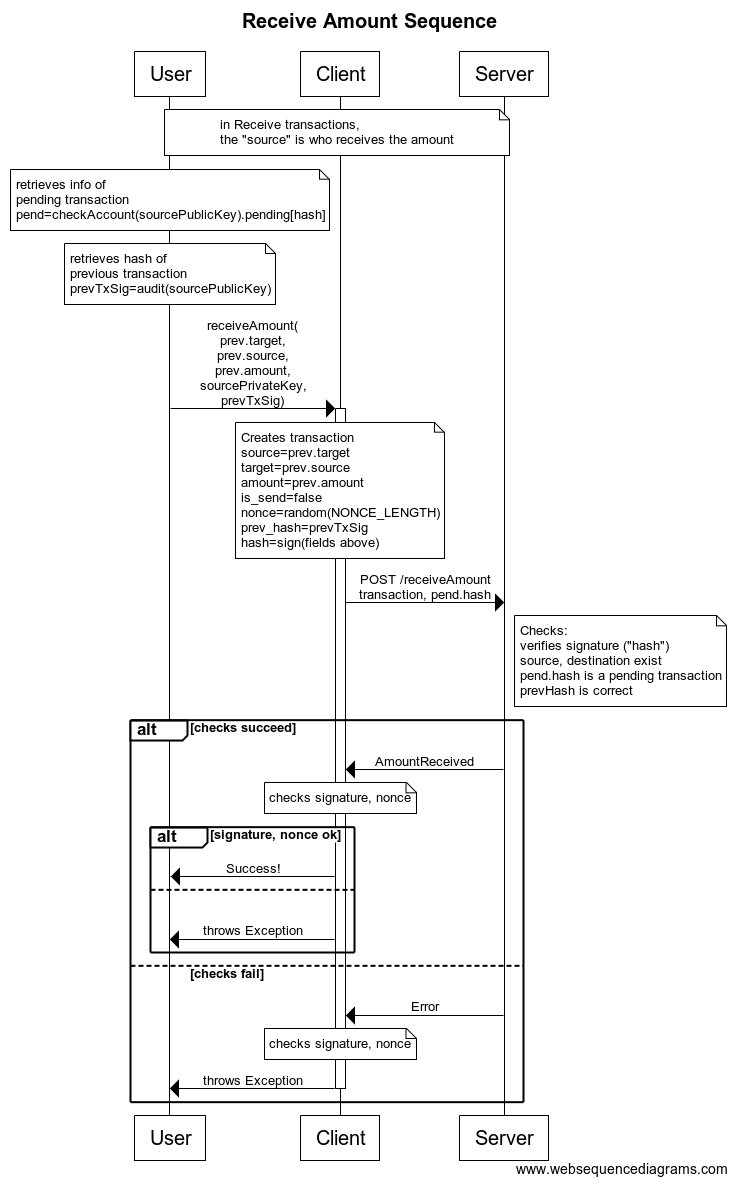 Receive Amount Sequence
User
Client
Server
in Receive transactions,
the "source" is who receives the amount
retrieves info of
pending transaction
pend=checkAccount(sourcePublicKey).pending[hash]
retrieves hash of
previous transaction
prevTxSig=audit(sourcePublicKey)
receiveAmount(
prev.target,
prev.source,
prev.amount,
sourcePrivateKey,
prevTxSig)
Creates transaction
source=prev.target
target=prev.source
amount=prev.amount
is_send=false
nonce=random(NONCE_LENGTH)
prev_hash=prevTxSig
hash=sign(fields above)
POST /receiveAmount
transaction, pend.hash
Checks:
verifies signature ("hash")
source, destination exist
pend.hash is a pending transaction
prevHash is correct
alt
[checks succeed]
AmountReceived
checks signature, nonce
alt
[signature, nonce ok]
Success!
throws Exception
[checks fail]
Error
checks signature, nonce
throws Exception
User
Client
Server
www.websequencediagrams.com